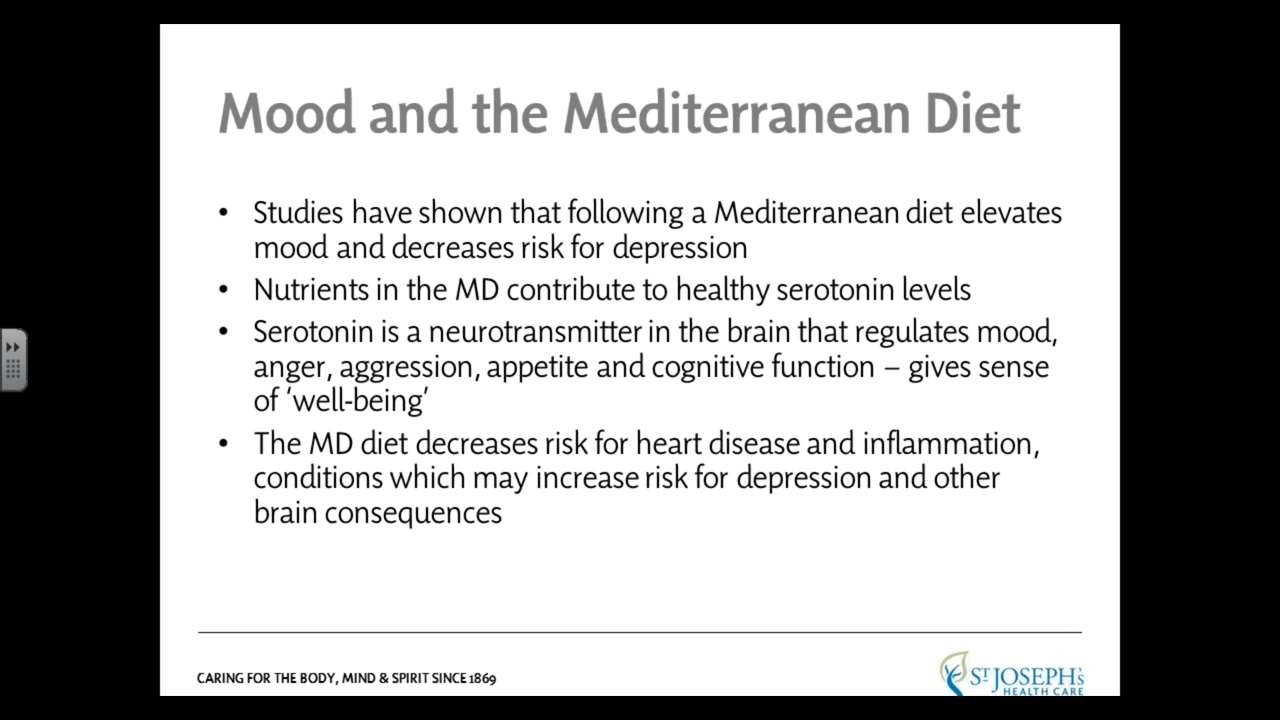 Mood and the Mediterranean Diet
• Studies have shown that following a Mediterranean diet elevates
mood and decreases risk for depression
• Nutrients in the MD contribute to healthy serotonin levels
• Serotonin is a neurotransmitter in the brain that regulates mood,
anger, aggression, appetite and cognitive function – gives sense
of ‘well-being’
• The MD diet decreases risk for heart disease and inflammation,
conditions which may increase risk for depression and other
brain consequences
CARING FOR THE BODY, MIND & SPIRIT SINCE 1869
ST JOSEPH'S
HEALTH CARE